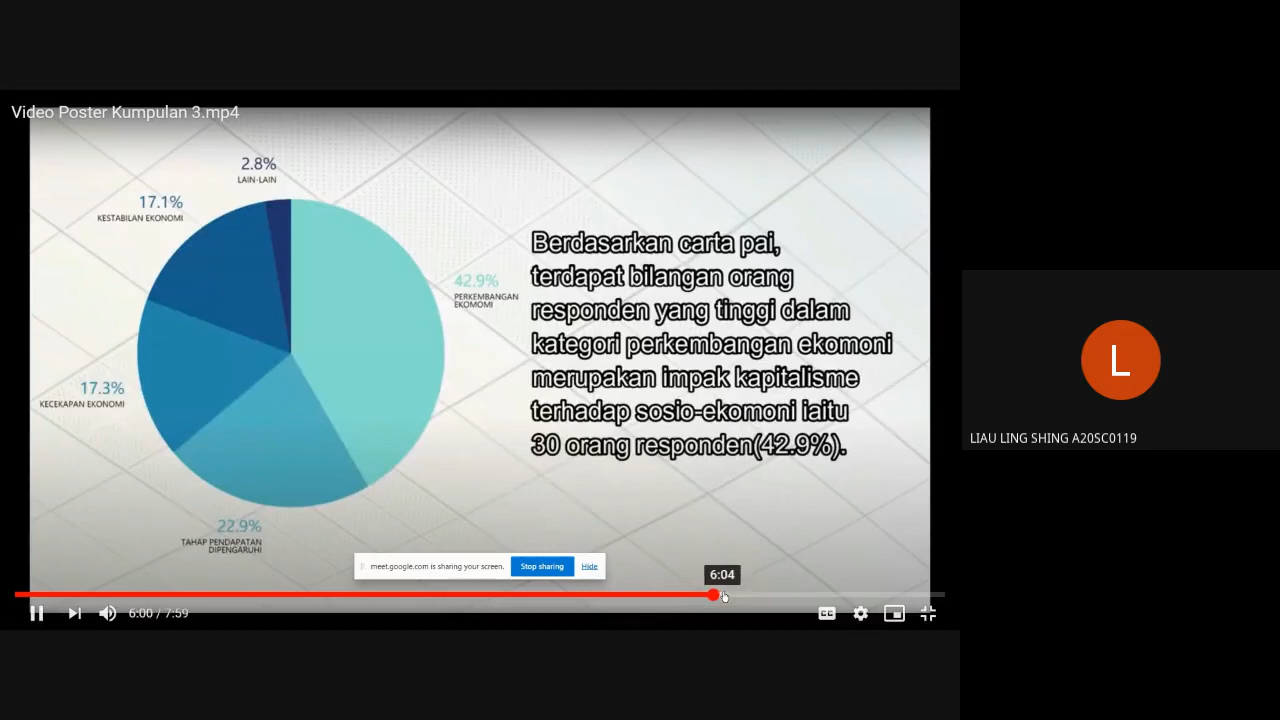 Video Poster Kumpulan 3.mp4
2.8%
LAIN-LAIN
17.1%
KESTABILAN EKONOMI
42.9%
PERKEMBANGAN
EKOMOMI
17.3%
KECEKAPAN EKONOMI
22.9%
TAHAP PENDAPATAN
DIPENGARUHI
Berdasarkan carta pai,
terdapat bilangan orang
responden yang tinggi dalam
kategori perkembangan ekomoni
merupakan impak kapitalisme
terhadap sosio-ekomoni iaitu
30 orang responden(42.9%).
meet.google.com is sharing your screen.
Stop sharing
Hide
6:04
6:00 / 7:59
CC
L
LIAU LING SHING A20SC0119